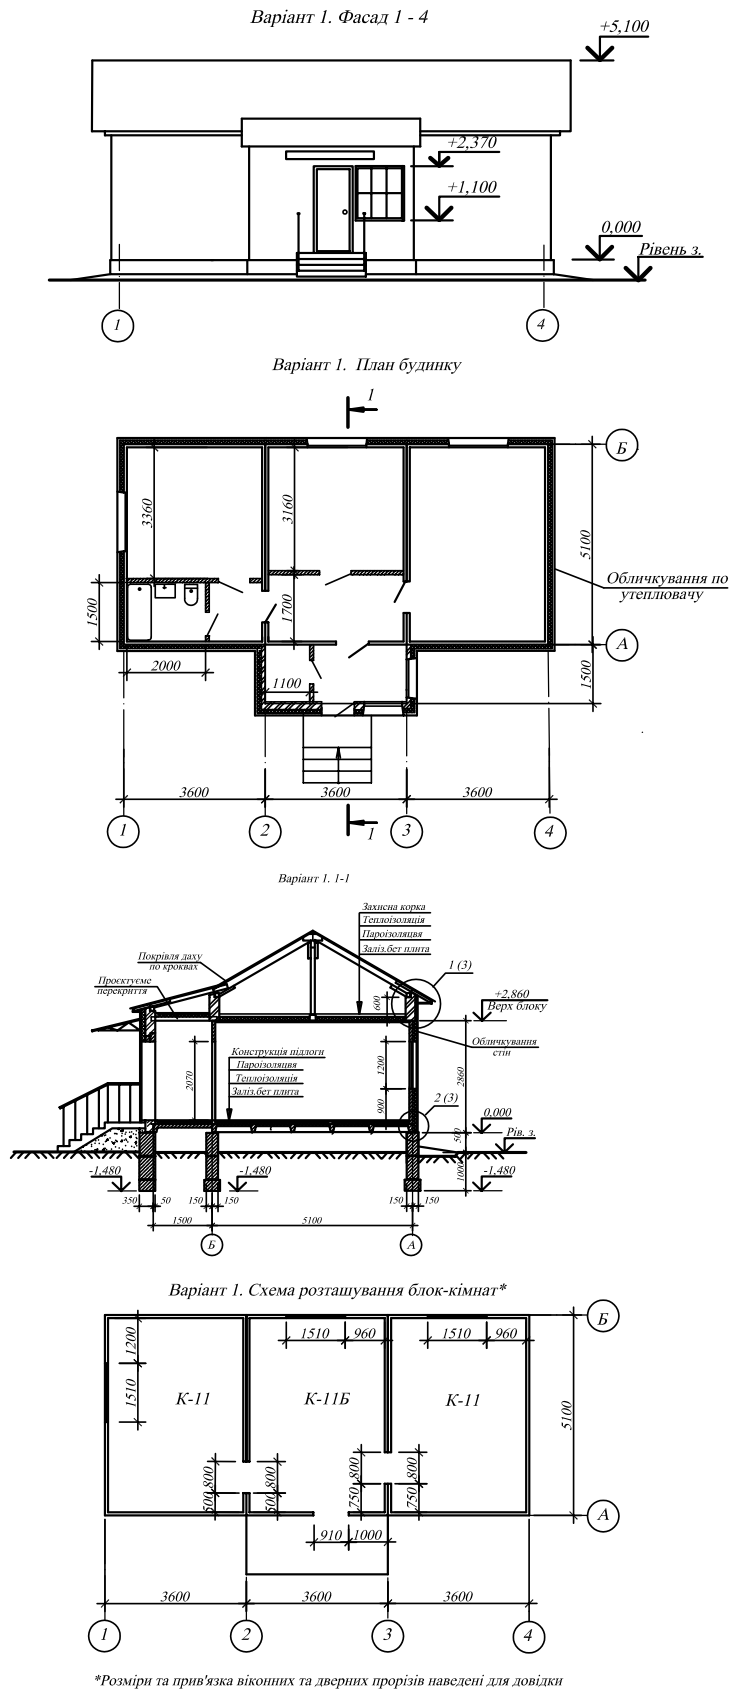 Варіант 1. Фасад 1 - 4
+5,100
+2,370
+1,100
0,000
Рівень з.
1
4
Варіант 1. План будинку
1
Б
3360
3160
5100
Обличкування по
утеплювачу
1500
1700
А
2000
1100
1500
3600
3600
3600
1
2
3
4
1
Варіант 1. 1-1
Захисна корка
Теплоізоляція
Пароізоляцвя
Заліз.бет плита
Покрівля даху
по кроквах
1 (3)
Проєктуєме
перекриття
600
+2,860
Верх блоку
Обличкування
стін
Конструкція підлоги
Пароізоляцвя
Теплоізоляція
Заліз.бет плита
2070
1200
2860
900
2 (3)
0,000
500
Рів. з.
-1,480
-1,480
1000
-1,480
350
50
150
150
150
150
1500
5100
Б
А
Варіант 1. Схема розташування блок-кімнат*
Б
1510
960
1510
960
1200
1510
К-11
К-11Б
К-11
5100
800
800
800
800
500
500
750
750
А
910
1000
3600
3600
3600
1
2
3
4
*Розміри та прив'язка віконних та дверних прорізів наведені для довідки